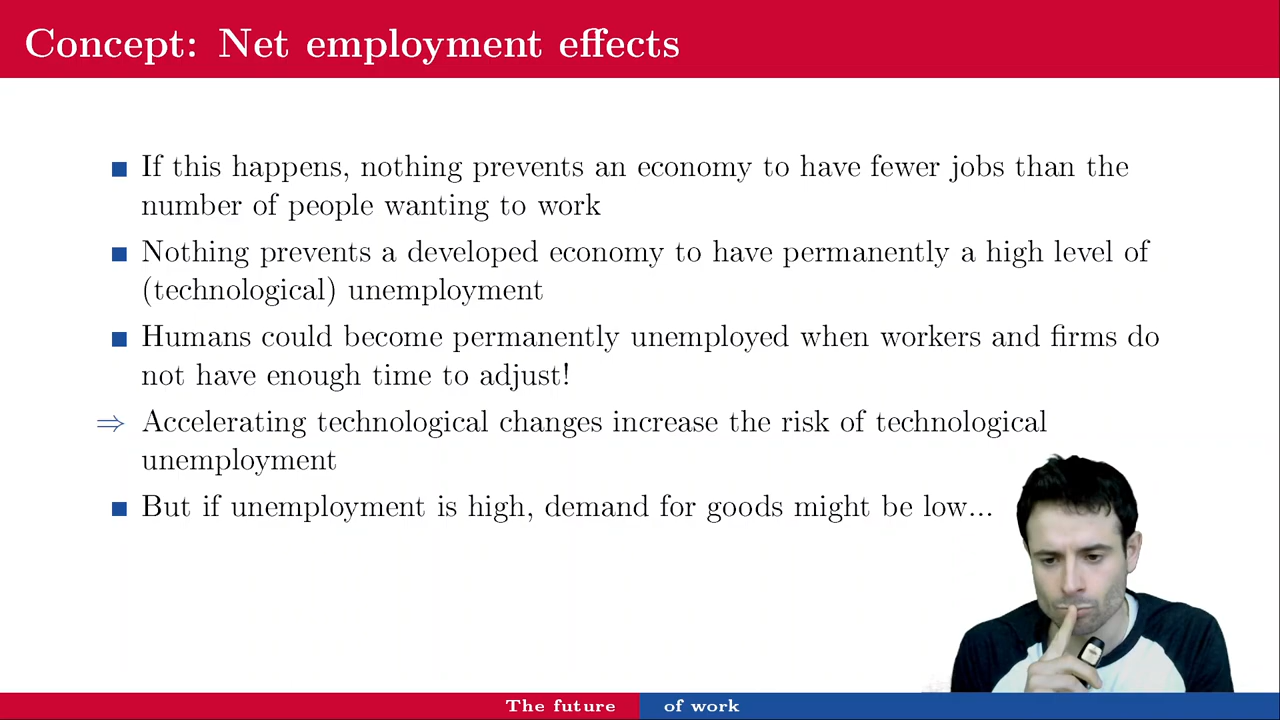 Concept: Net employment effects
If this happens, nothing prevents an economy to have fewer jobs than the
number of people wanting to work
Nothing prevents a developed economy to have permanently a high level of
(technological) unemployment
Humans could become permanently unemployed when workers and firms do
not have enough time to adjust!
⇒ Accelerating technological changes increase the risk of technological
unemployment
But if unemployment is high, demand for goods might be low...
The future of work